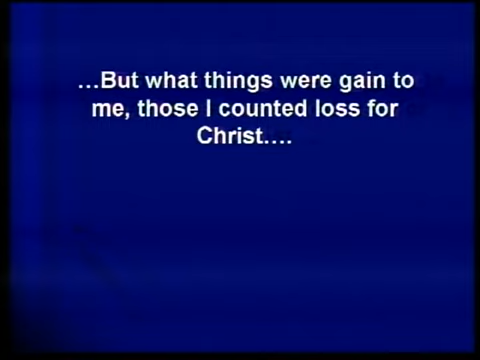 ...But what things were gain to
me, those I counted loss for
Christ....